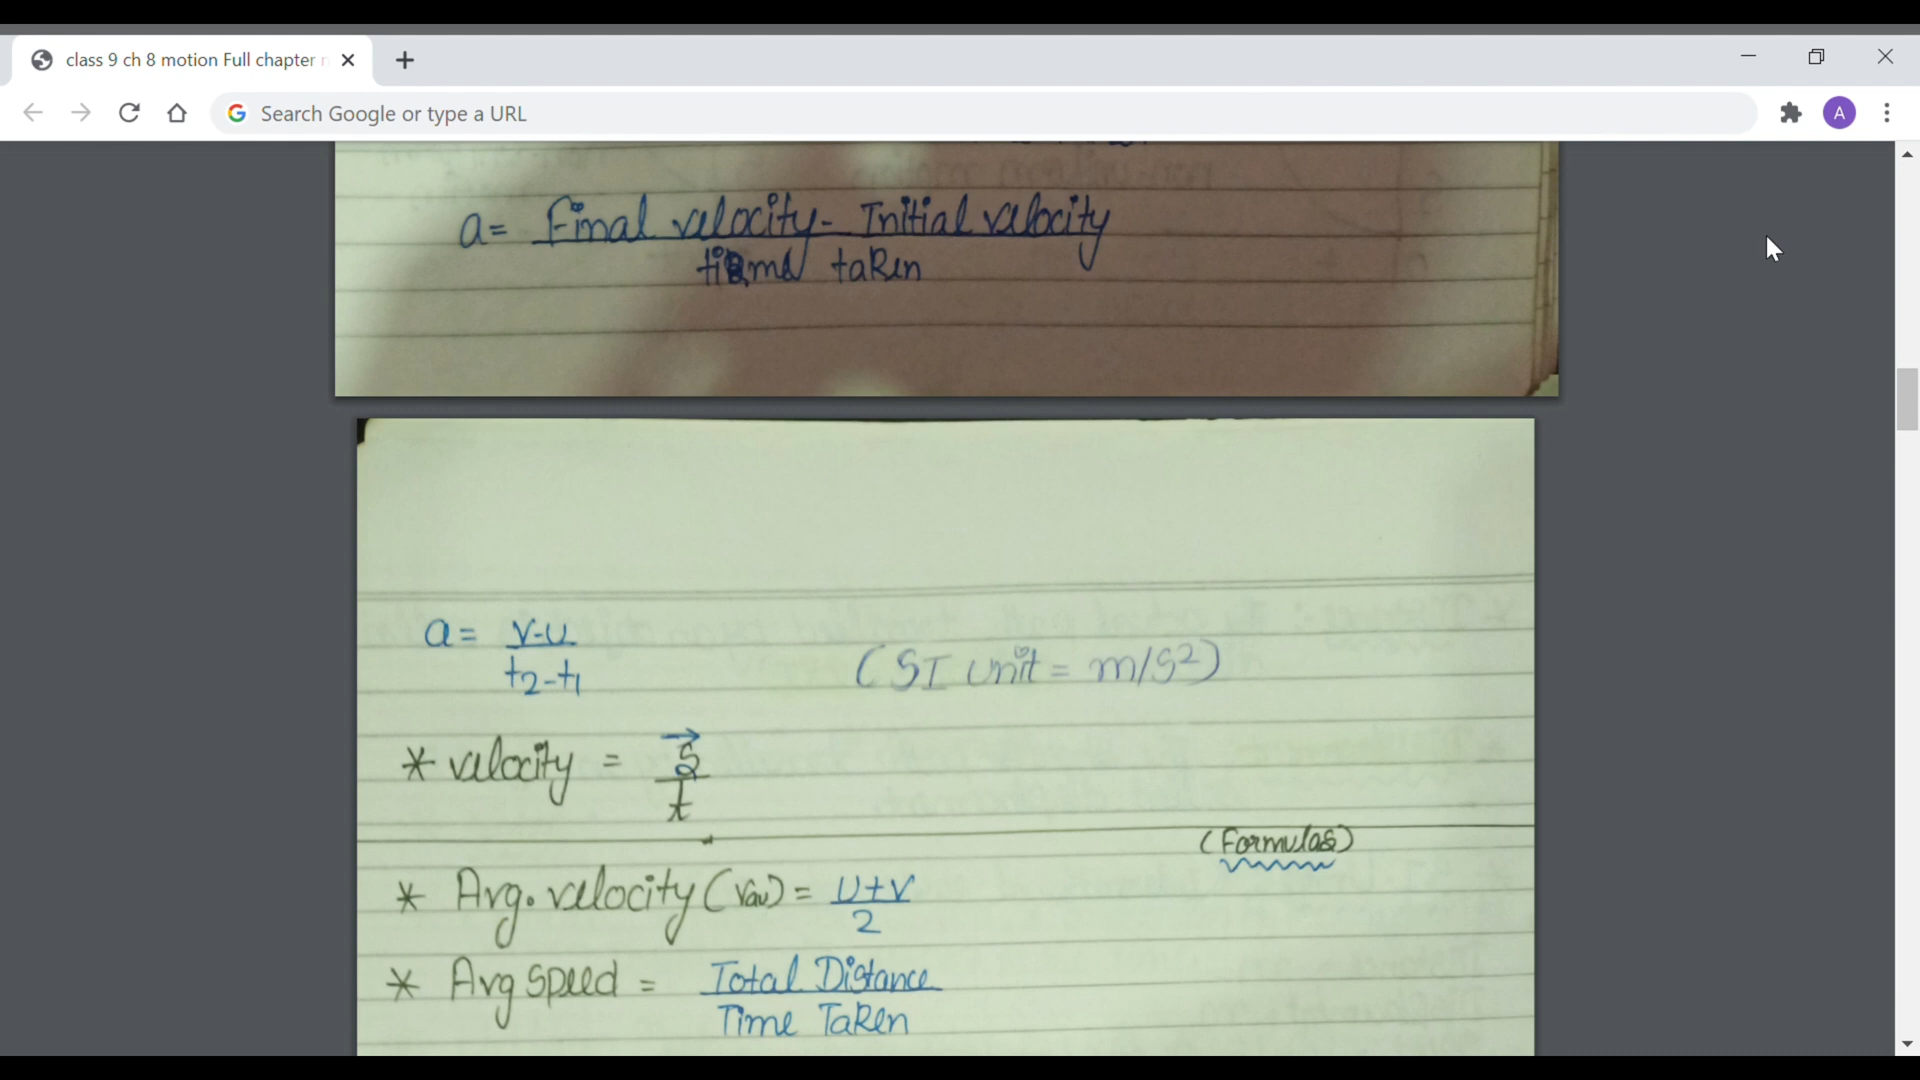 class 9 ch 8 motion Full chapter
Search Google or type a URL
A
a= Final velocity - Initial velocity
time taken
a= v-u
t2-t1
(SI Unit = m/s²)
* velocity = s
t
(Formulas)
* Avg. velocity (Vav) = U+V
2
* Avg speed = Total Distance
Time Taken